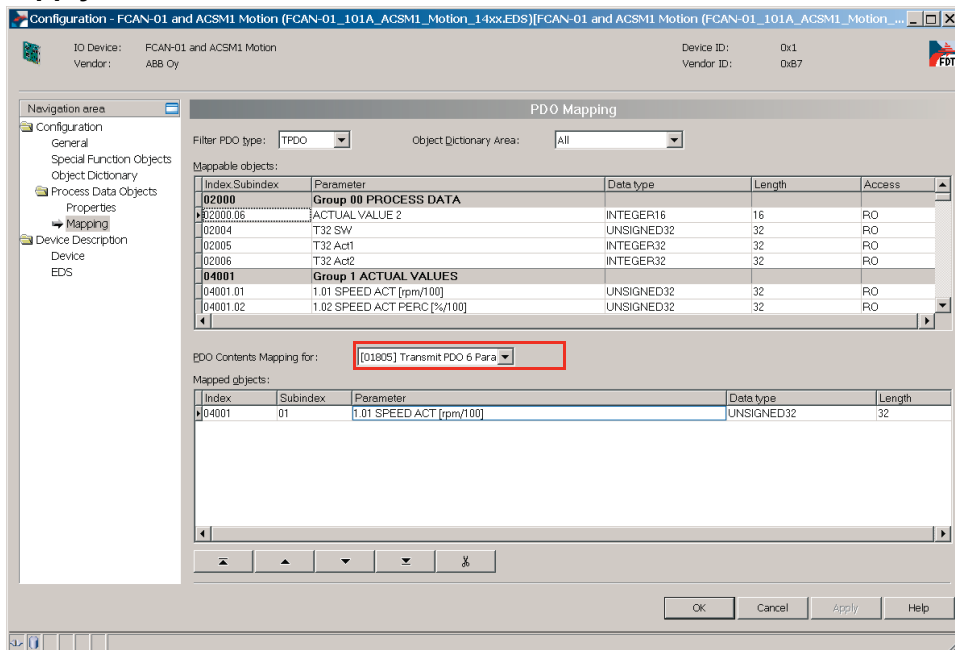 Configuration - FCAN-01 and ACSM1 Motion (FCAN-01_101A_ACSM1_Motion_14xx.EDS)[FCAN-01 and ACSM1 Motion (FCAN-01_101A_ACSM1_Motion_...
IO Device: FCAN-01 and ACSM1 Motion Device ID: 0x1
Vendor: ABB Oy Vendor ID: 0xB7
FDT
Navigation area
Configuration
General
Special Function Objects
Object Dictionary
Process Data Objects
Properties
Mapping
Device Description
Device
EDS
PDO Mapping
Filter PDO type: TPDO Object Dictionary Area: All
Mappable objects:
Index.Subindex Parameter Data type Length Access
02000 Group 00 PROCESS DATA
02000.06 ACTUAL VALUE 2 INTEGER16 16 RO
02004 T32 SW UNSIGNED32 32 RO
02005 T32 Act1 INTEGER32 32 RO
02006 T32 Act2 INTEGER32 32 RO
04001 Group 1 ACTUAL VALUES
04001.01 1.01 SPEED ACT [rpm/100] UNSIGNED32 32 RO
04001.02 1.02 SPEED ACT PERC [%/100] UNSIGNED32 32 RO
PDO Contents Mapping for: [01805] Transmit PDO 6 Para
Mapped objects:
Index Subindex Parameter Data type Length
04001 01 1.01 SPEED ACT [rpm/100] UNSIGNED32 32
OK Cancel Apply Help